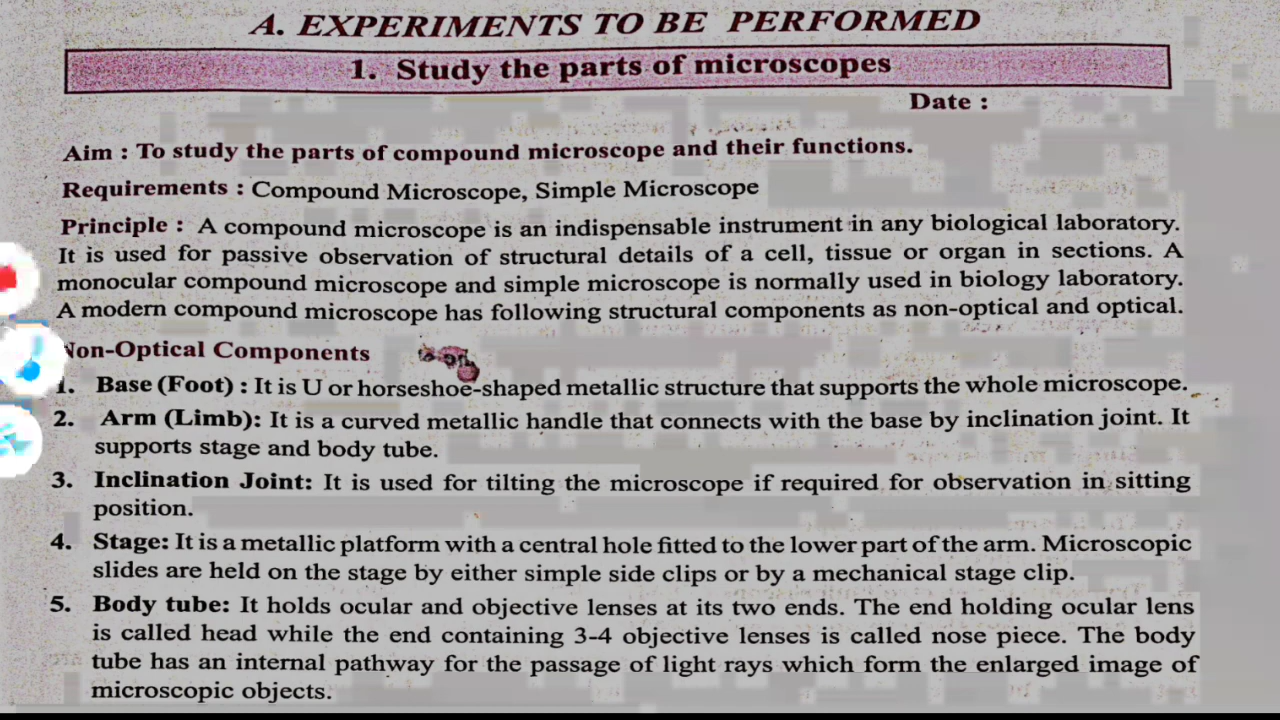 A. EXPERIMENTS TO BE PERFORMED
1. Study the parts of microscopes
Date :
Aim : To study the parts of compound microscope and their functions.
Requirements : Compound Microscope, Simple Microscope
Principle : A compound microscope is an indispensable instrument in any biological laboratory.
It is used for passive observation of structural details of a cell, tissue or organ in sections. A
monocular compound microscope and simple microscope is normally used in biology laboratory.
A modern compound microscope has following structural components as non-optical and optical.
Non-Optical Components
1. Base (Foot) : It is U or horseshoe-shaped metallic structure that supports the whole microscope.
2. Arm (Limb): It is a curved metallic handle that connects with the base by inclination joint. It
supports stage and body tube.
3. Inclination Joint: It is used for tilting the microscope if required for observation in sitting
position.
4. Stage: It is a metallic platform with a central hole fitted to the lower part of the arm. Microscopic
slides are held on the stage by either simple side clips or by a mechanical stage clip.
5. Body tube: It holds ocular and objective lenses at its two ends. The end holding ocular lens
is called head while the end containing 3-4 objective lenses is called nose piece. The body
tube has an internal pathway for the passage of light rays which form the enlarged image of
microscopic objects.